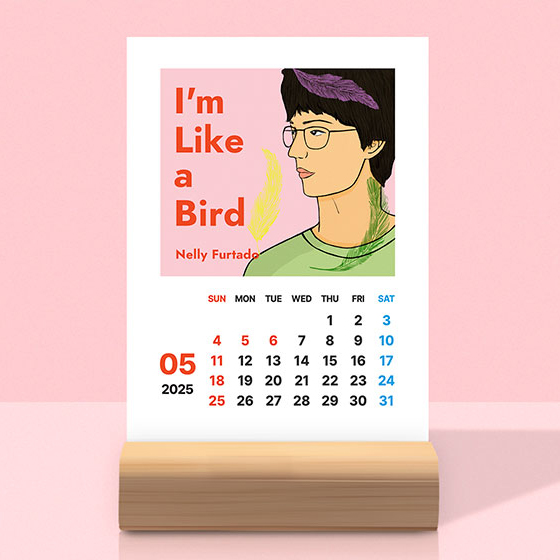 I'm
Like
a
Bird
Nelly Furtado
SUN MON TUE WED THU FRI SAT
1 2 3
4 5 6 7 8 9 10
11 12 13 14 15 16 17
18 19 20 21 22 23 24
25 26 27 28 29 30 31
05
2025